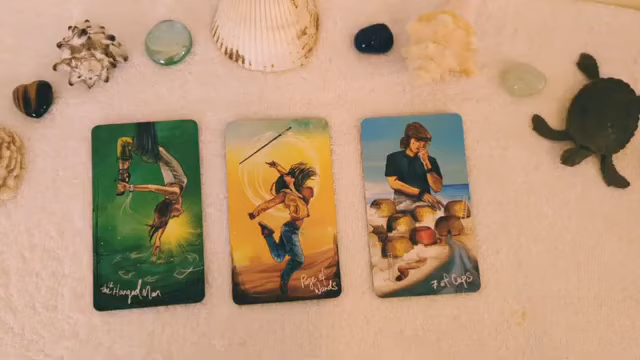 the Hanged Man
Page of
Wands
7 of Cups